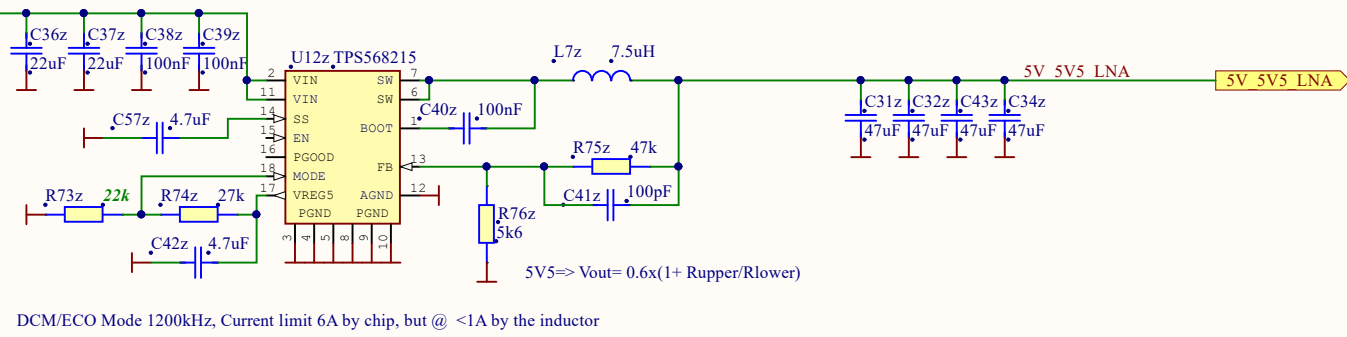 C36z C37z C38z C39z
22uF 22uF 100nF 100nF
U12z TPS568215
L7z 7.5uH
2 VIN SW 7
11 VIN SW 6
14 SS
15 EN BOOT 1
16 PGOOD
18 MODE FB 13
17 VREG5 AGND 12
PGND PGND
3 4 5 8 9 10
C57z 4.7uF
C40z 100nF
R75z 47k
C41z 100pF
R73z 22k R74z 27k
C42z 4.7uF
R76z
5k6
5V_5V5_LNA
5V_5V5_LNA
C31z C32z C43z C34z
47uF 47uF 47uF 47uF
5V5=> Vout= 0.6x(1+ Rupper/Rlower)
DCM/ECO Mode 1200kHz, Current limit 6A by chip, but @ <1A by the inductor